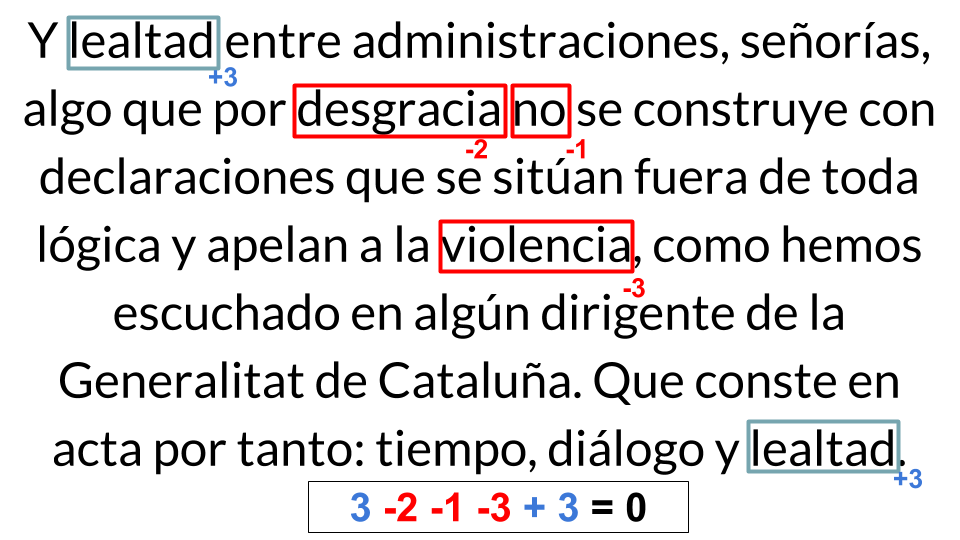 Y lealtad entre administraciones, señorías,
+3
algo que por desgracia no se construye con
-2 -1
declaraciones que se sitúan fuera de toda
lógica y apelan a la violencia, como hemos
-3
escuchado en algún dirigente de la
Generalitat de Cataluña. Que conste en
acta por tanto: tiempo, diálogo y lealtad.
+3
3 -2 -1 -3 + 3 = 0